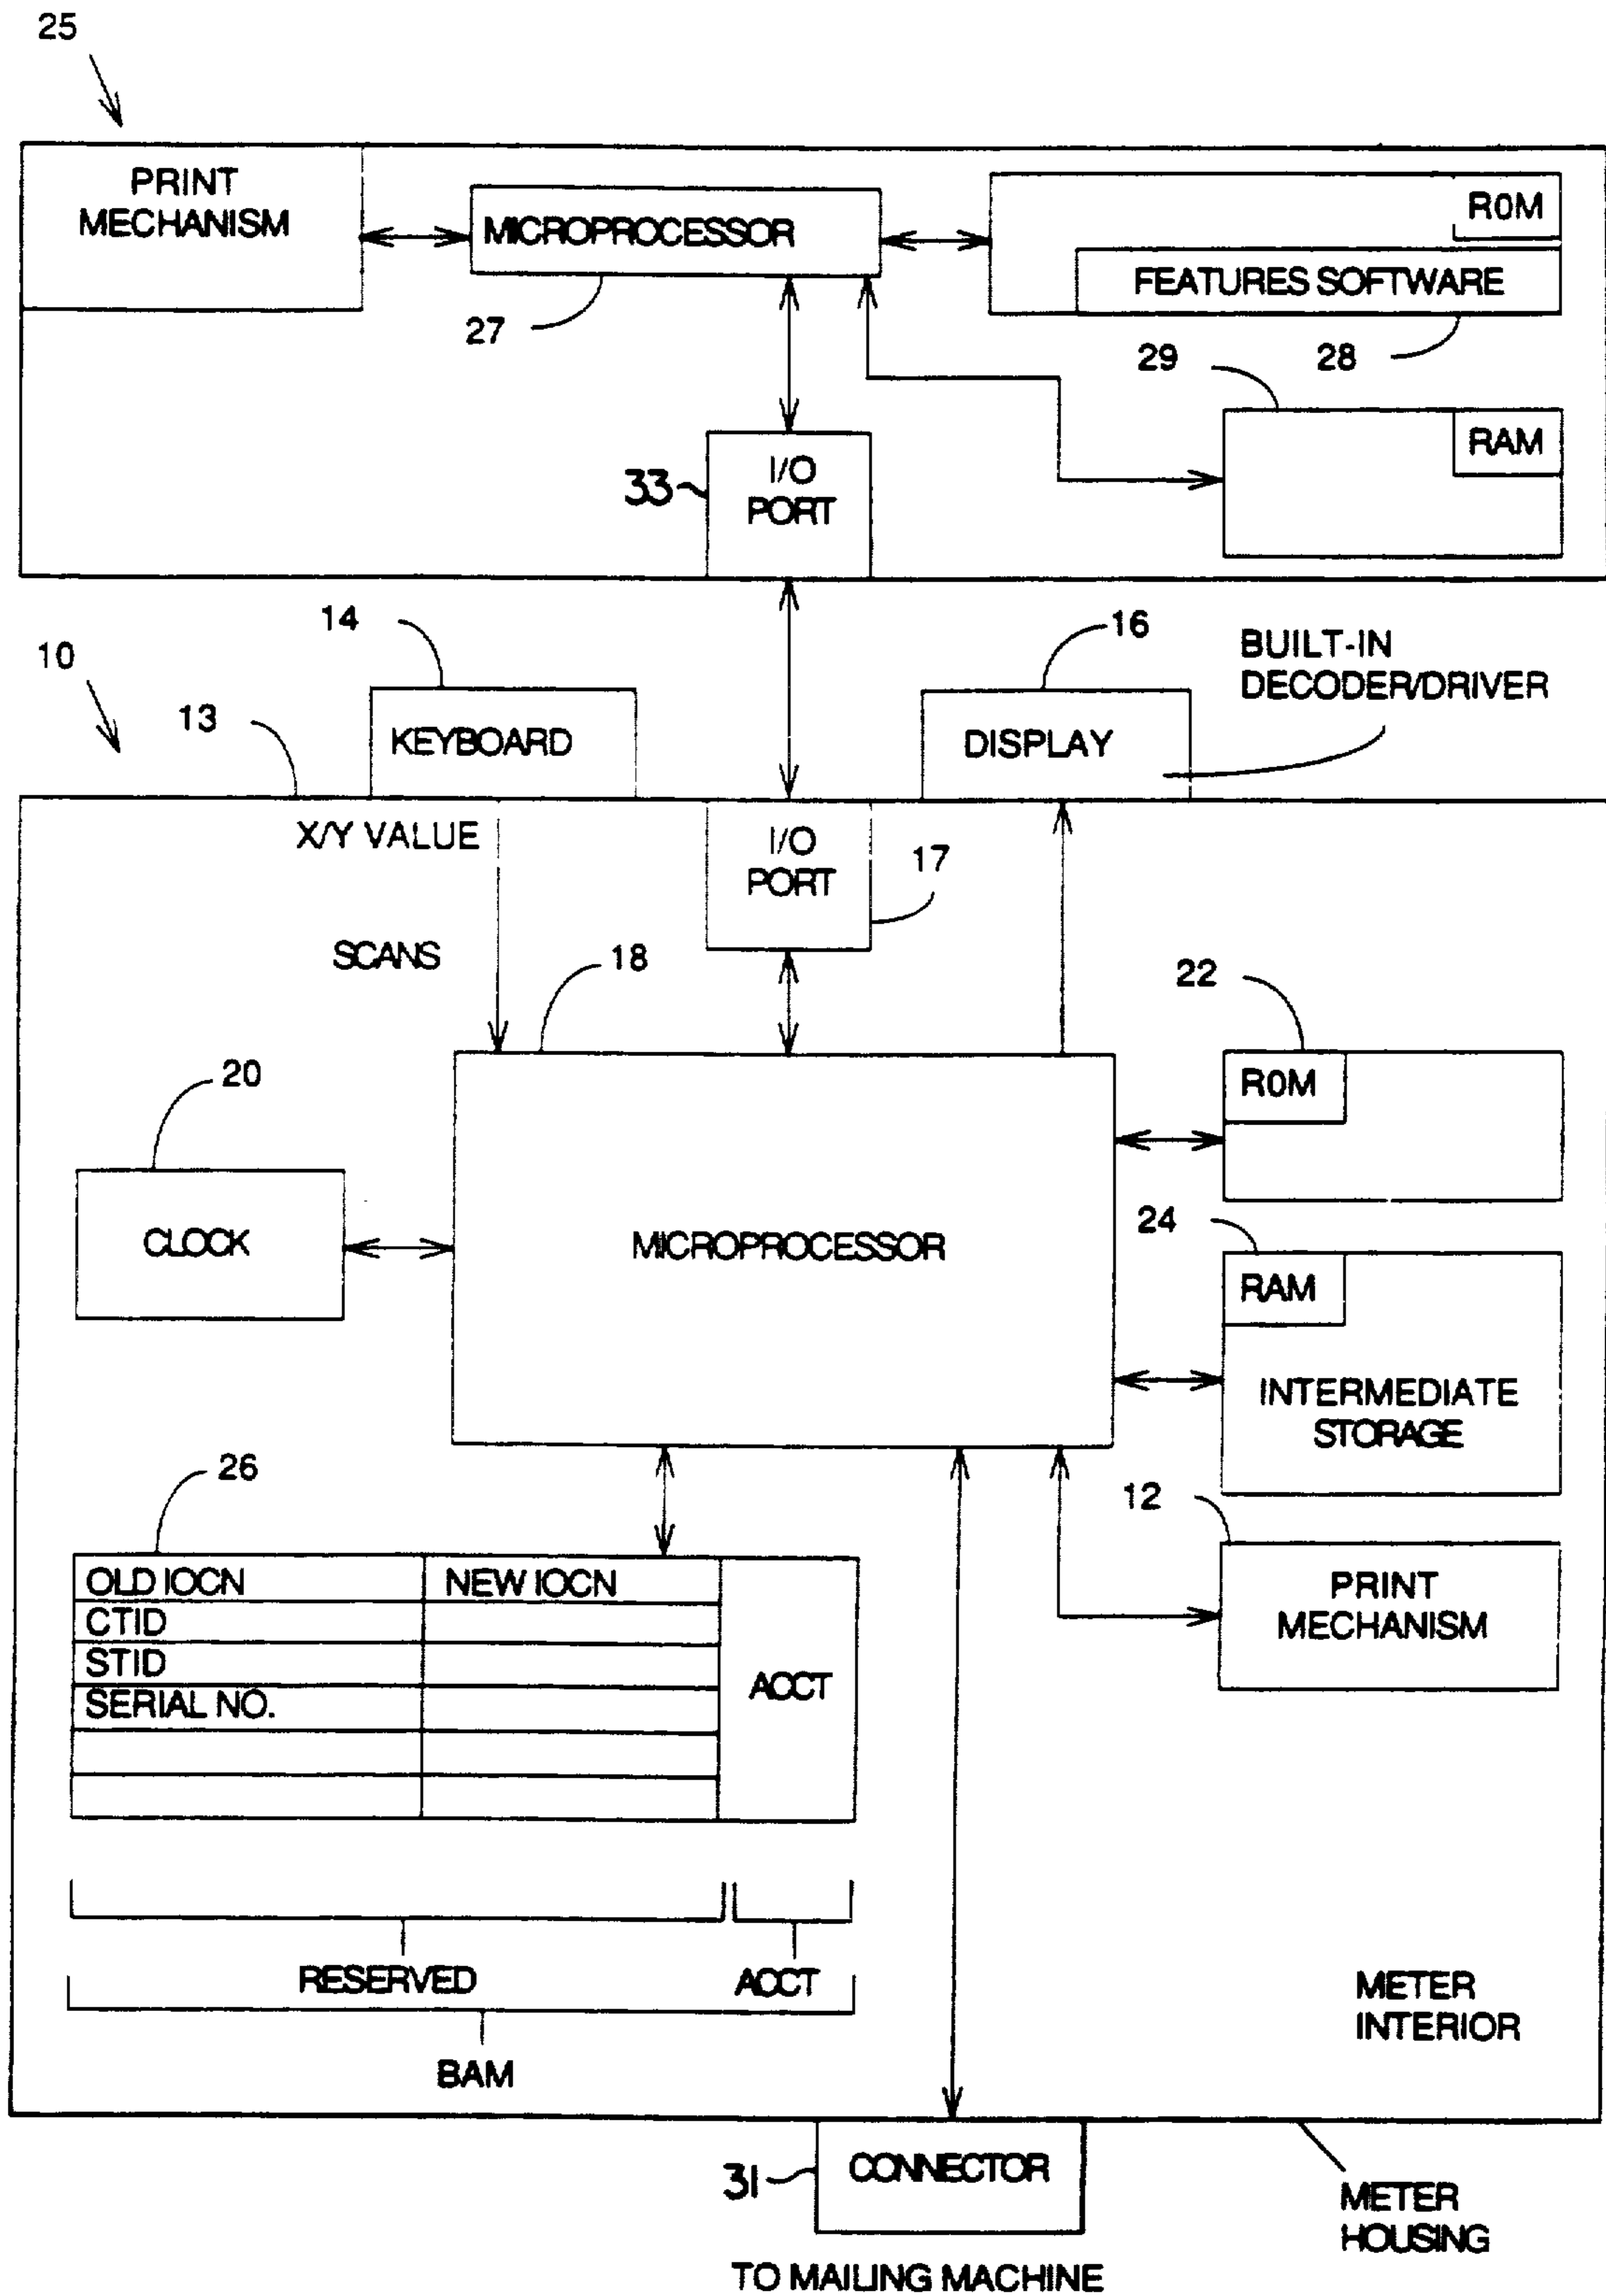 25
PRINT
MECHANISM
MICROPROCESSOR
R0M
FEATURES SOFTWARE
27
28
29
RAM
33
I/O
PORT
10
13
14
KEYBOARD
16
DISPLAY
BUILT-IN
DECODER/DRIVER
X/Y VALUE
SCANS
I/O
PORT
17
18
22
R0M
20
CLOCK
MICROPROCESSOR
24
RAM
INTERMEDIATE
STORAGE
26
12
PRINT
MECHANISM
OLD IOCN
NEW IOCN
CTID
STID
SERIAL NO.
ACCT
RESERVED
ACCT
BAM
METER
INTERIOR
31
CONNECTOR
METER
HOUSING
TO MAILING MACHINE